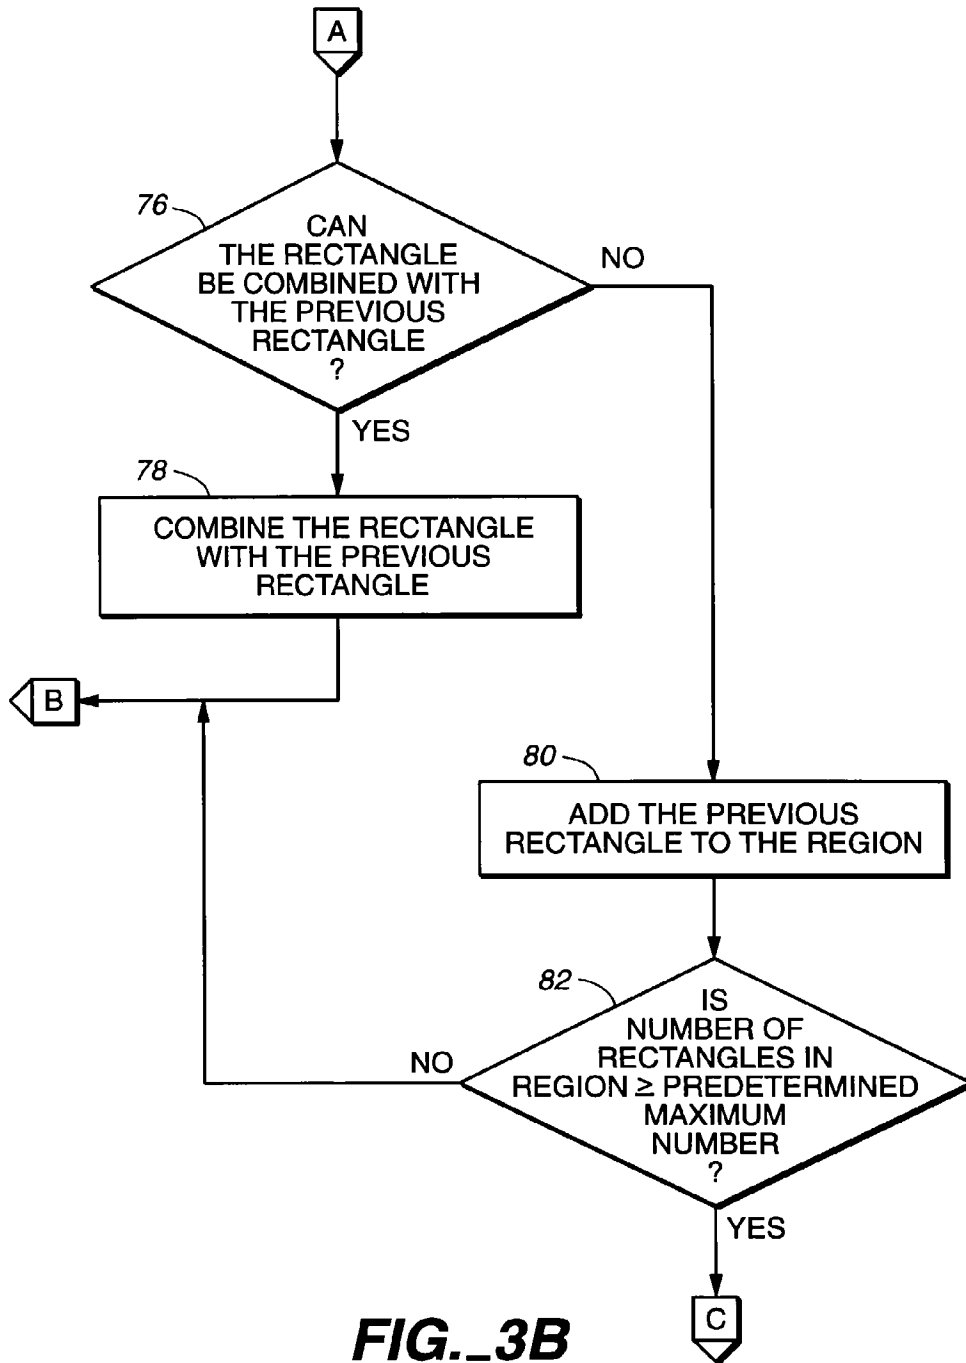 A
76
CAN
THE RECTANGLE
BE COMBINED WITH
THE PREVIOUS
RECTANGLE
?
NO
YES
78
COMBINE THE RECTANGLE
WITH THE PREVIOUS
RECTANGLE
B
80
ADD THE PREVIOUS
RECTANGLE TO THE REGION
82
IS
NUMBER OF
RECTANGLES IN
REGION ≥ PREDETERMINED
MAXIMUM
NUMBER
?
NO
YES
C
FIG._3B